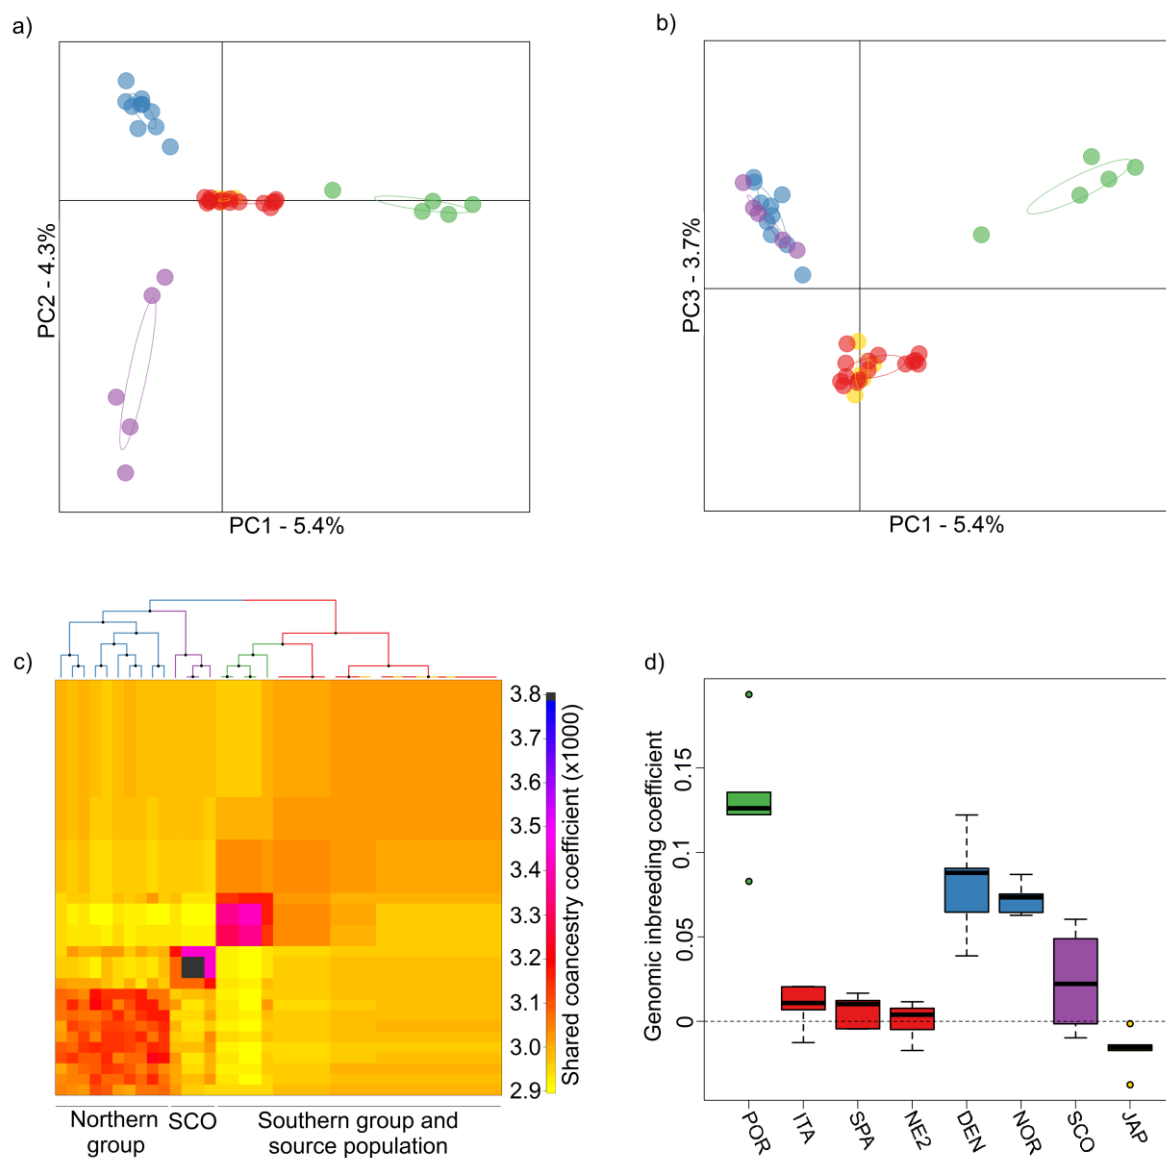 a)
PC2 - 4.3%
PC1 - 5.4%
b)
PC3 - 3.7%
PC1 - 5.4%
c)
3.8
3.7
3.6
3.5
3.4
3.3
3.2
3.1
3.0
2.9
Shared coancestry coefficient (x1000)
Northern
group
SCO
Southern group and
source population
d)
Genomic inbreeding coefficient
0.15
0.1
0.05
0
POR
ITA
SPA
NE2
DEN
NOR
SCO
JAP